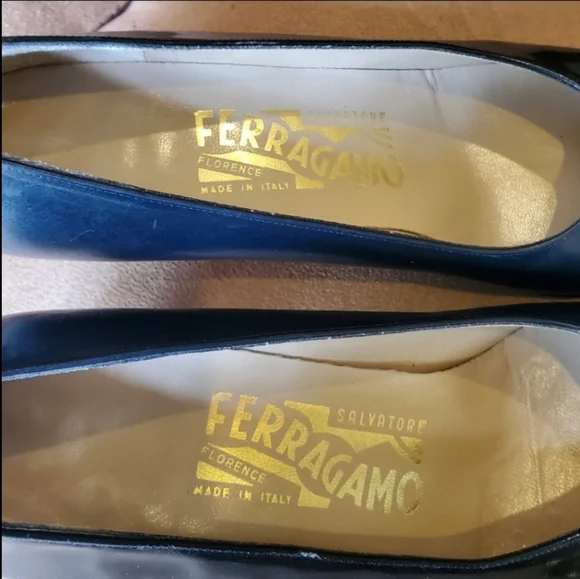 SALVATORE
FERRAGAMO
FLORENCE
MADE IN ITALY
SALVATORE
FERRAGAMO
FLORENCE
MADE IN ITALY